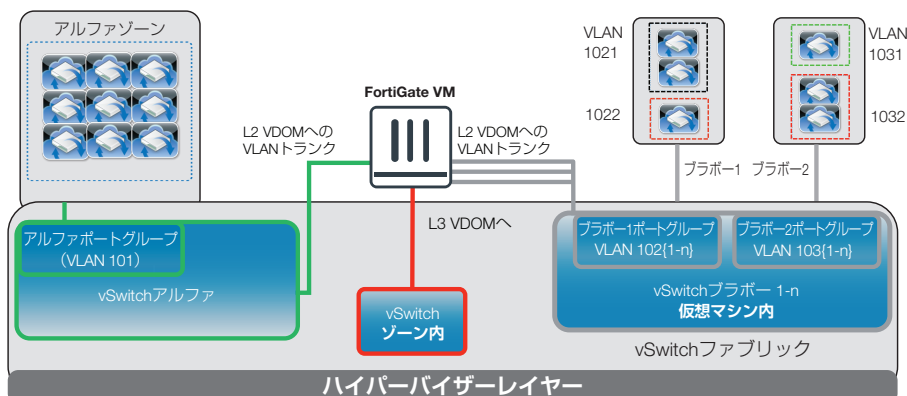 アルファゾーン
VLAN
1021
1022
VLAN
1031
1032
FortiGate VM
L2 VDOMへの
VLANトランク
L2 VDOMへの
VLANトランク
ブラボー1
ブラボー2
L3 VDOMへ
アルファポートグループ
（VLAN 101）
vSwitchアルファ
vSwitch
ゾーン内
ブラボー1ポートグループ
VLAN 102{1-n}
ブラボー2ポートグループ
VLAN 103{1-n}
vSwitchブラボー 1-n
仮想マシン内
vSwitchファブリック
ハイパーバイザーレイヤー